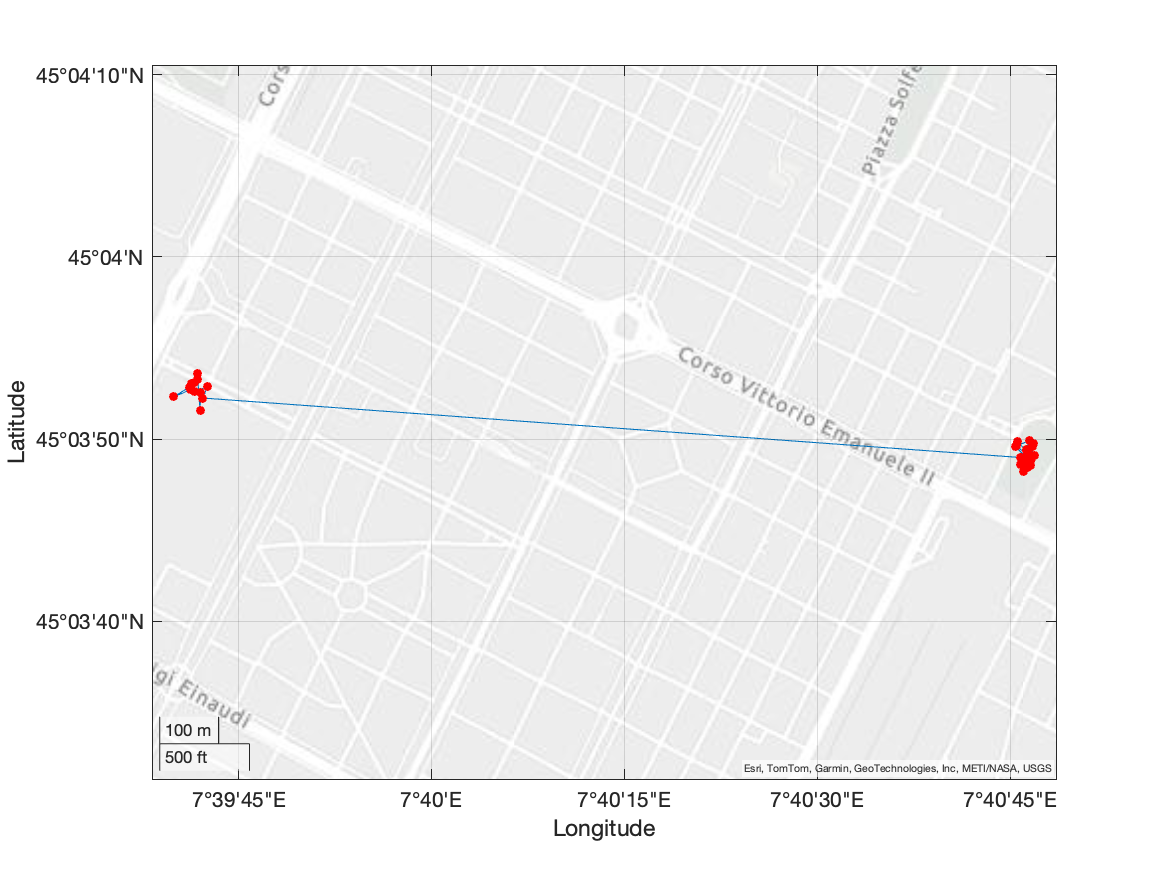 45°04'10"N
45°04'N
45°03'50"N
45°03'40"N
Latitude
Cors
Piazza Solfe
Corso Vittorio Emanuele II
igi Einaudi
100 m
500 ft
Esri, TomTom, Garmin, GeoTechnologies, Inc, METI/NASA, USGS
7°39'45"E
7°40'E
7°40'15"E
7°40'30"E
7°40'45"E
Longitude